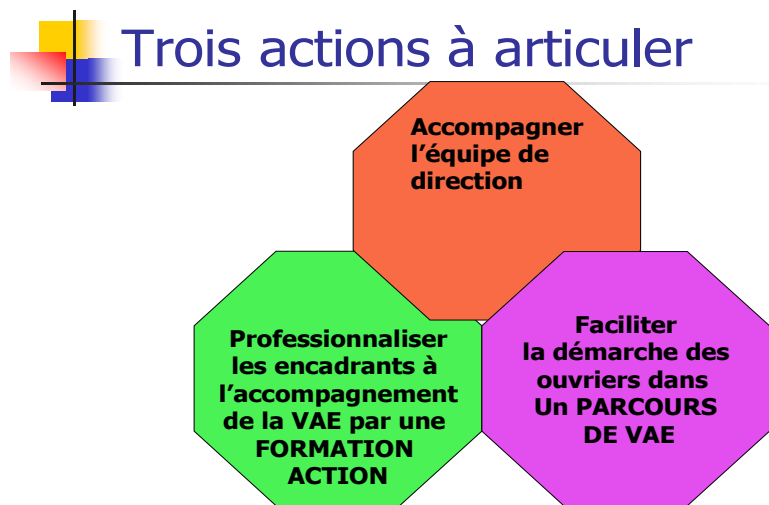 Trois actions à articuler
Accompagner
l’équipe de
direction
Professionnaliser
les encadrants à
l’accompagnement
de la VAE par une
FORMATION
ACTION
Faciliter
la démarche des
ouvriers dans
Un PARCOURS
DE VAE